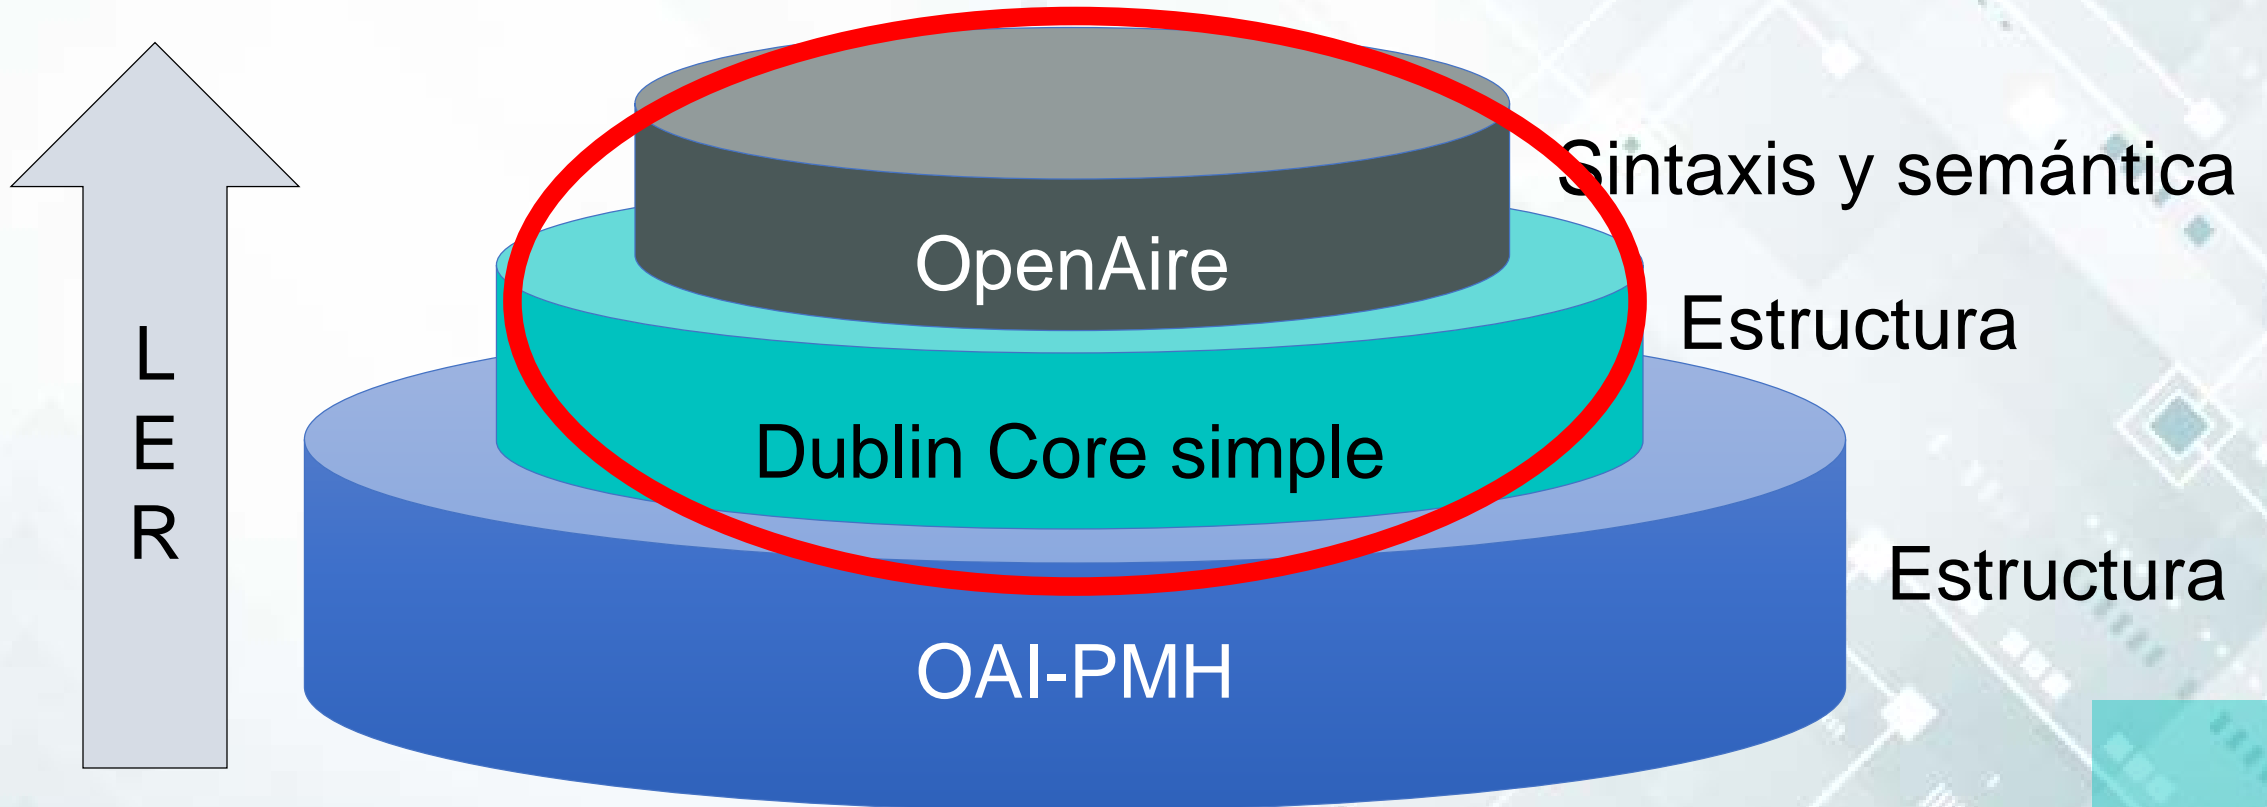 L
E
R
Sintaxis y semántica
OpenAire
Estructura
Dublin Core simple
Estructura
OAI-PMH